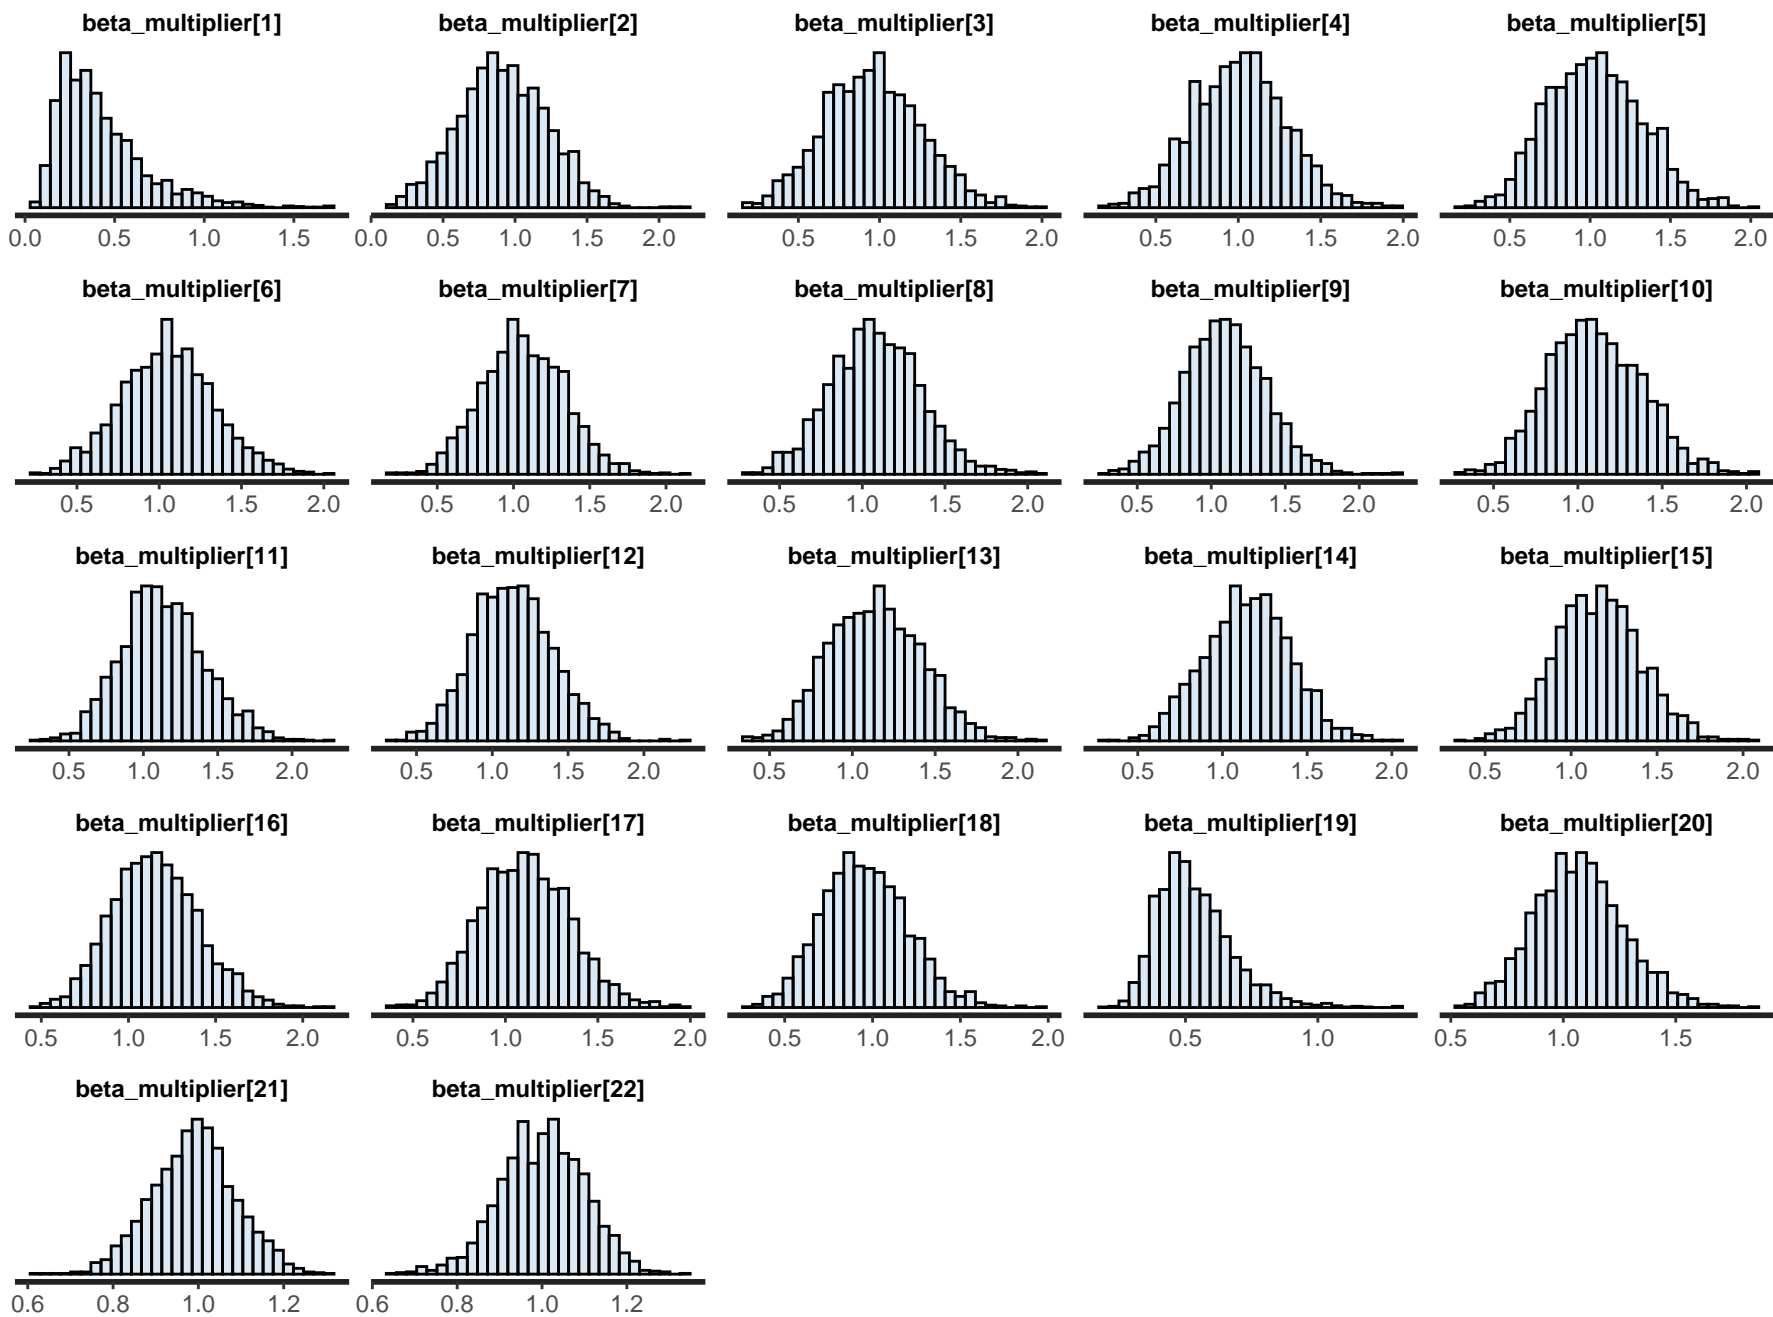 beta_multiplier[1] beta_multiplier[2] beta_multiplier[3] beta_multiplier[4] beta_multiplier[5]
0.0 0.5 1.0 1.5 0.0 0.5 1.0 1.5 2.0 0.5 1.0 1.5 2.0 0.5 1.0 1.5 2.0 0.5 1.0 1.5 2.0
beta_multiplier[6] beta_multiplier[7] beta_multiplier[8] beta_multiplier[9] beta_multiplier[10]
0.5 1.0 1.5 2.0 0.5 1.0 1.5 2.0 0.5 1.0 1.5 2.0 0.5 1.0 1.5 2.0 0.5 1.0 1.5 2.0
beta_multiplier[11] beta_multiplier[12] beta_multiplier[13] beta_multiplier[14] beta_multiplier[15]
0.5 1.0 1.5 2.0 0.5 1.0 1.5 2.0 0.5 1.0 1.5 2.0 0.5 1.0 1.5 2.0 0.5 1.0 1.5 2.0
beta_multiplier[16] beta_multiplier[17] beta_multiplier[18] beta_multiplier[19] beta_multiplier[20]
0.5 1.0 1.5 2.0 0.5 1.0 1.5 2.0 0.5 1.0 1.5 2.0 0.5 1.0 0.5 1.0 1.5
beta_multiplier[21] beta_multiplier[22]
0.6 0.8 1.0 1.2 0.6 0.8 1.0 1.2